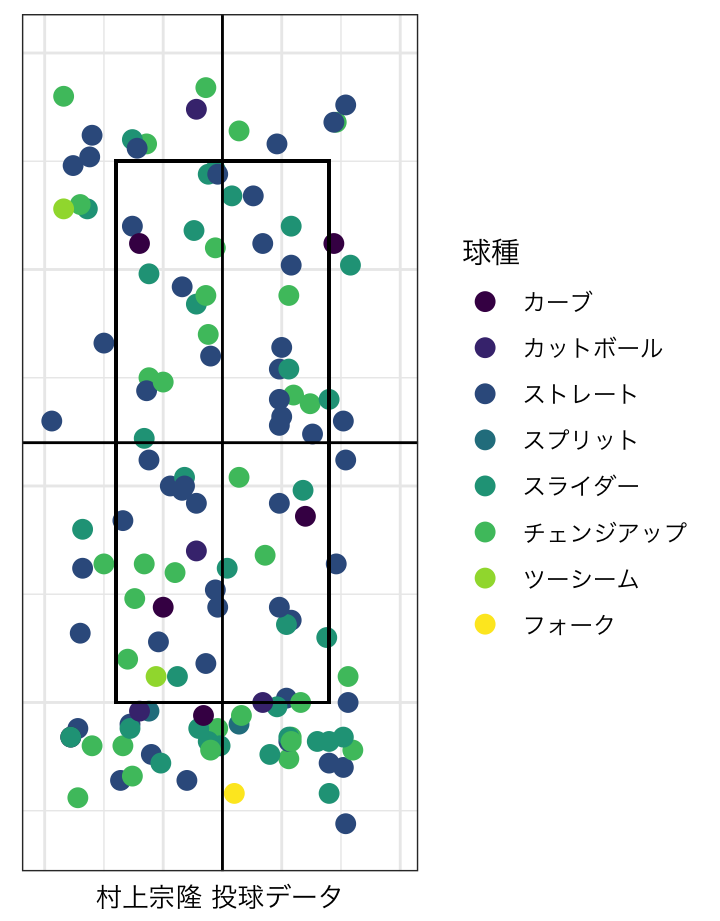 球種
カーブ
カットボール
ストレート
スプリット
スライダー
チェンジアップ
ツーシーム
フォーク
村上宗隆 投球データ